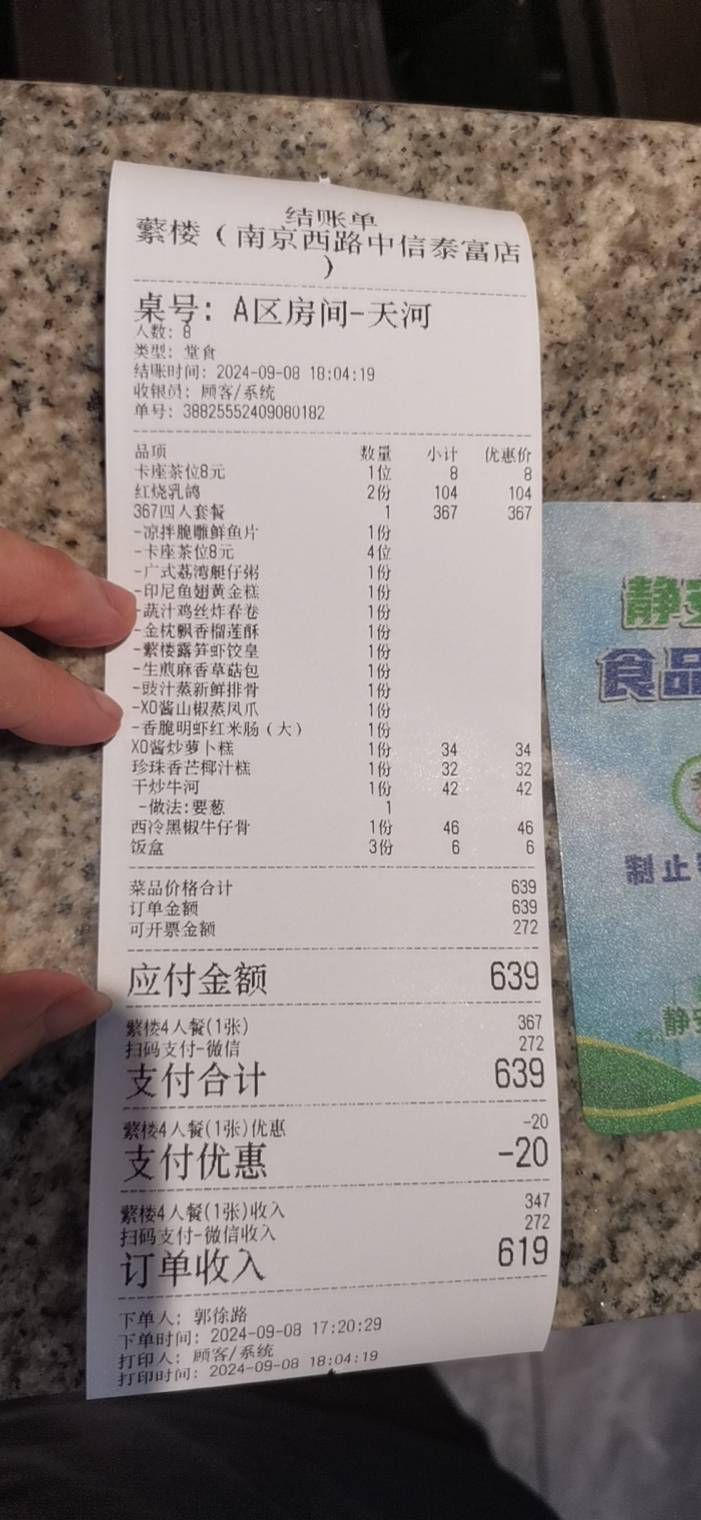 结账单
蘩楼（南京西路中信泰富店
）
桌号: A区房间-天河
人数: 8
类型: 堂食
结账时间: 2024-09-08 18:04:19
收银员: 顾客/系统
单号: 38825552409080182
品项 数量 小计 优惠价
卡座茶位8元 1位 8 8
红烧乳鸽 2份 104 104
367四人套餐 1 367 367
-凉拌脆雕鲜鱼片 1份
-卡座茶位8元 4位
-广式荔湾艇仔粥 1份
-印尼鱼翅黄金糕 1份
-蔬汁鸡丝炸春卷 1份
-金枕飘香榴莲酥 1份
-蘩楼露笋虾饺皇 1份
-生煎麻香草菇包 1份
-豉汁蒸新鲜排骨 1份
-XO酱山椒蒸凤爪 1份
-香脆明虾红米肠（大） 1份
XO酱炒萝卜糕 1份 34 34
珍珠香芒椰汁糕 1份 32 32
干炒牛河 1份 42 42
-做法:要葱 1
西冷黑椒牛仔骨 1份 46 46
饭盒 3份 6 6
菜品价格合计 639
订单金额 639
可开票金额 272
应付金额 639
蘩楼4人餐(1张) 367
扫码支付-微信 272
支付合计 639
蘩楼4人餐(1张)优惠 -20
支付优惠 -20
蘩楼4人餐(1张)收入 347
扫码支付-微信收入 272
订单收入 619
下单人: 郭徐路
下单时间: 2024-09-08 17:20:29
打印人: 顾客/系统
打印时间: 2024-09-08 18:04:19
静安
食品
制止
静安